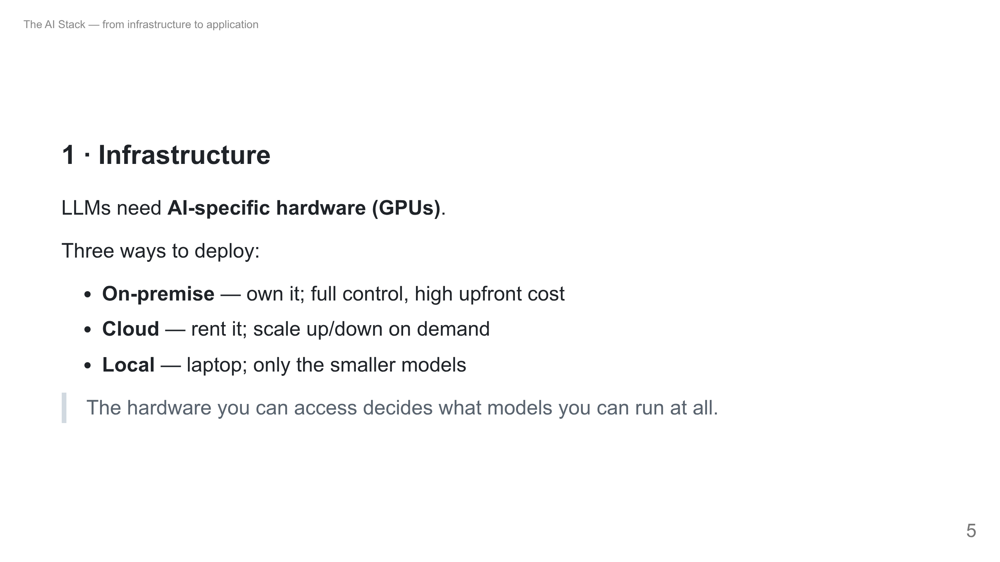 The AI Stack — from infrastructure to application
1 · Infrastructure
LLMs need AI-specific hardware (GPUs).
Three ways to deploy:
• On-premise — own it; full control, high upfront cost
• Cloud — rent it; scale up/down on demand
• Local — laptop; only the smaller models
The hardware you can access decides what models you can run at all.
5